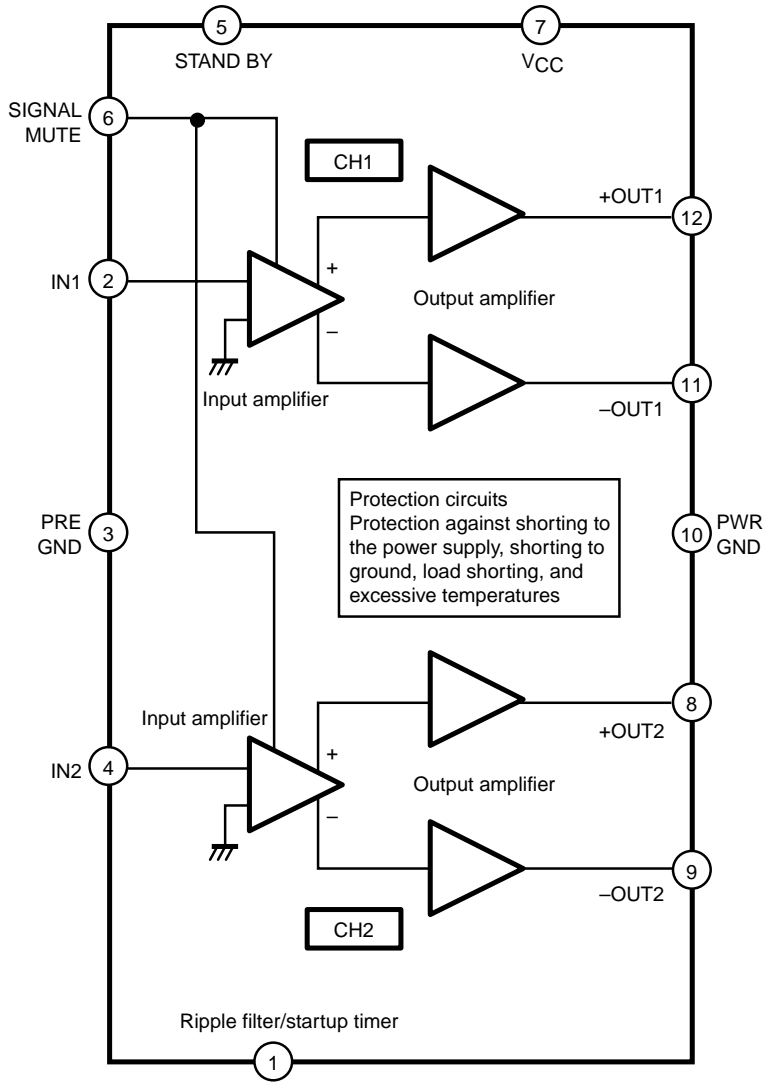 5
7
STAND BY
VCC
SIGNAL
MUTE
6
CH1
+OUT1
12
+
IN1
2
Output amplifier
–
Input amplifier
11
–OUT1
Protection circuits
Protection against shorting to
the power supply, shorting to
ground, load shorting, and
excessive temperatures
PRE
GND
3
10
PWR
GND
8
Input amplifier
+OUT2
+
IN2
4
Output amplifier
–
9
–OUT2
CH2
Ripple filter/startup timer
1